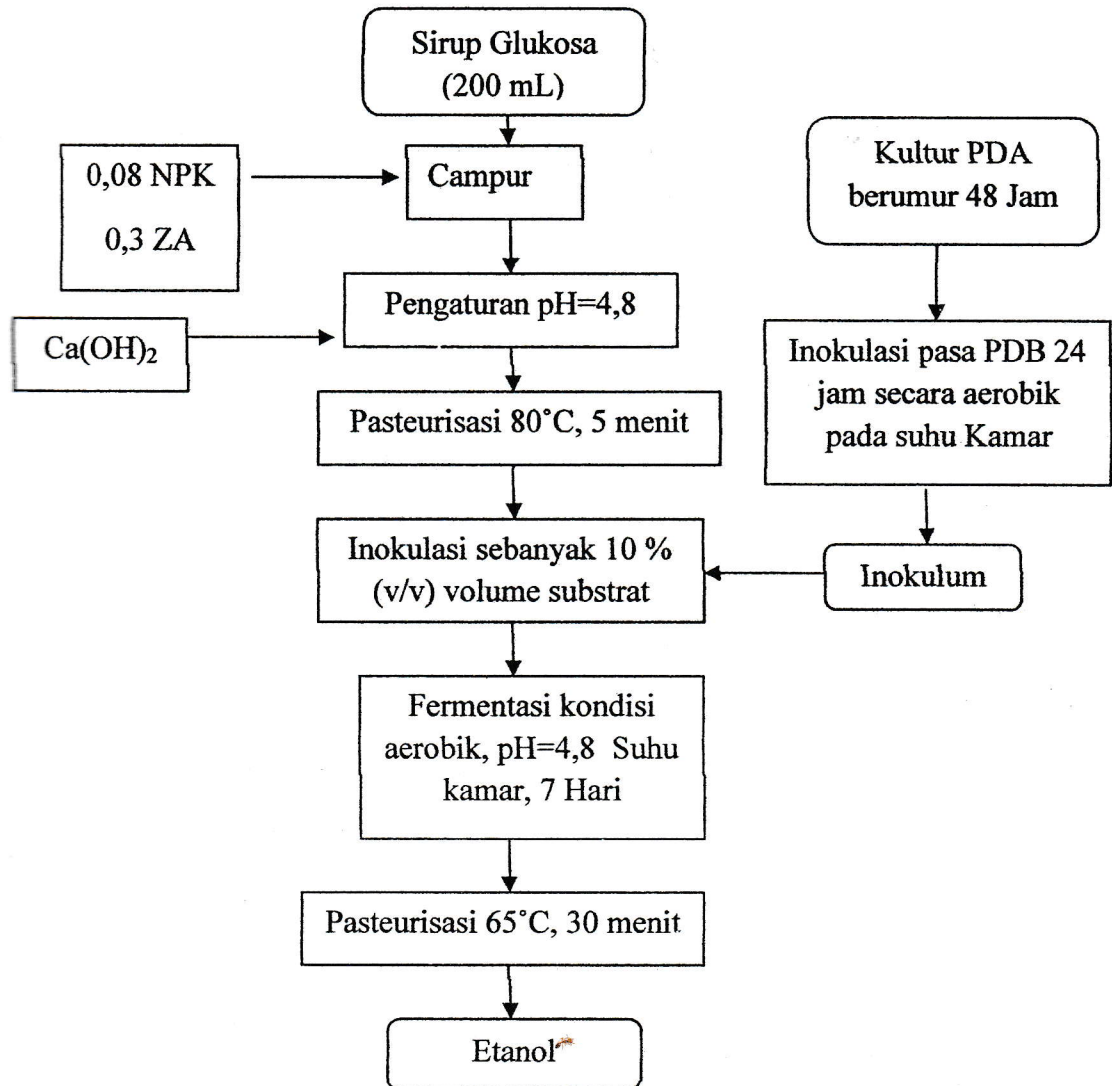 Sirup Glukosa
(200 mL)
0,08 NPK
0,3 ZA
Campur
Kultur PDA
berumur 48 Jam
Pengaturan pH=4,8
Ca(OH)₂
Inokulasi pasa PDB 24
jam secara aerobik
pada suhu Kamar
Pasteurisasi 80˚C, 5 menit
Inokulasi sebanyak 10 %
(v/v) volume substrat
Inokulum
Fermentasi kondisi
aerobik, pH=4,8 Suhu
kamar, 7 Hari
Pasteurisasi 65˚C, 30 menit
Etanol